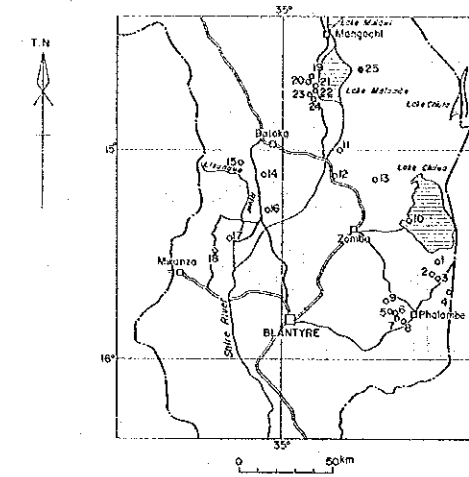 35°
T.N
Lake Malawi
Mangochi
19
20 21 25
22
23
24
Lake Malombe
Lake Chiuta
Balaka
15° 11
Lisungwe 15
Lake Chilwa
14 12 13
16
10
17 Zomba
18
Mwanza
1
2 3
4
9
5 6 Phalombe
7 8
Shire River
BLANTYRE
16°
35°
0 50km